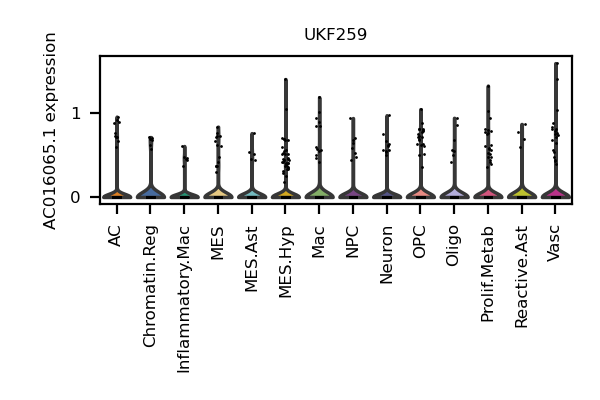 UKF259
AC016065.1 expression
1
0
AC
Chromatin.Reg
Inflammatory.Mac
MES
MES.Ast
MES.Hyp
Mac
NPC
Neuron
OPC
Oligo
Prolif.Metab
Reactive.Ast
Vasc